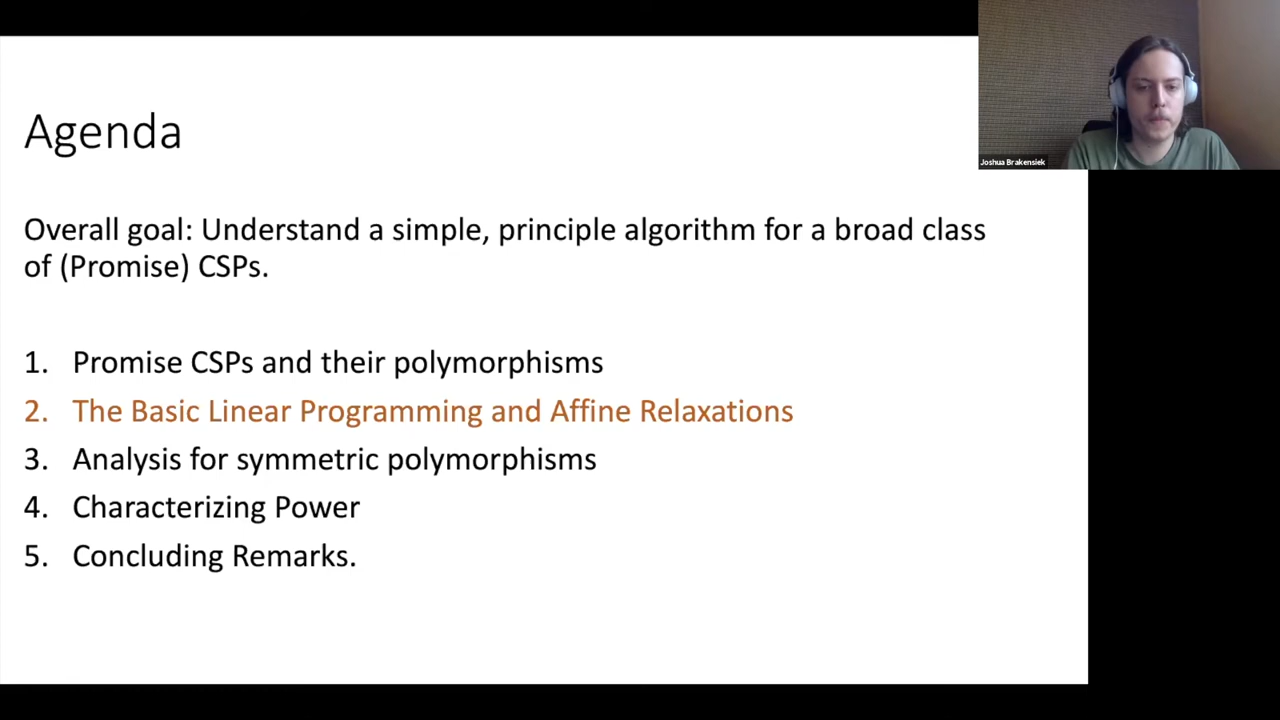 Agenda
Joshua Brakensiek
Overall goal: Understand a simple, principle algorithm for a broad class
of (Promise) CSPs.
1. Promise CSPs and their polymorphisms
2. The Basic Linear Programming and Affine Relaxations
3. Analysis for symmetric polymorphisms
4. Characterizing Power
5. Concluding Remarks.